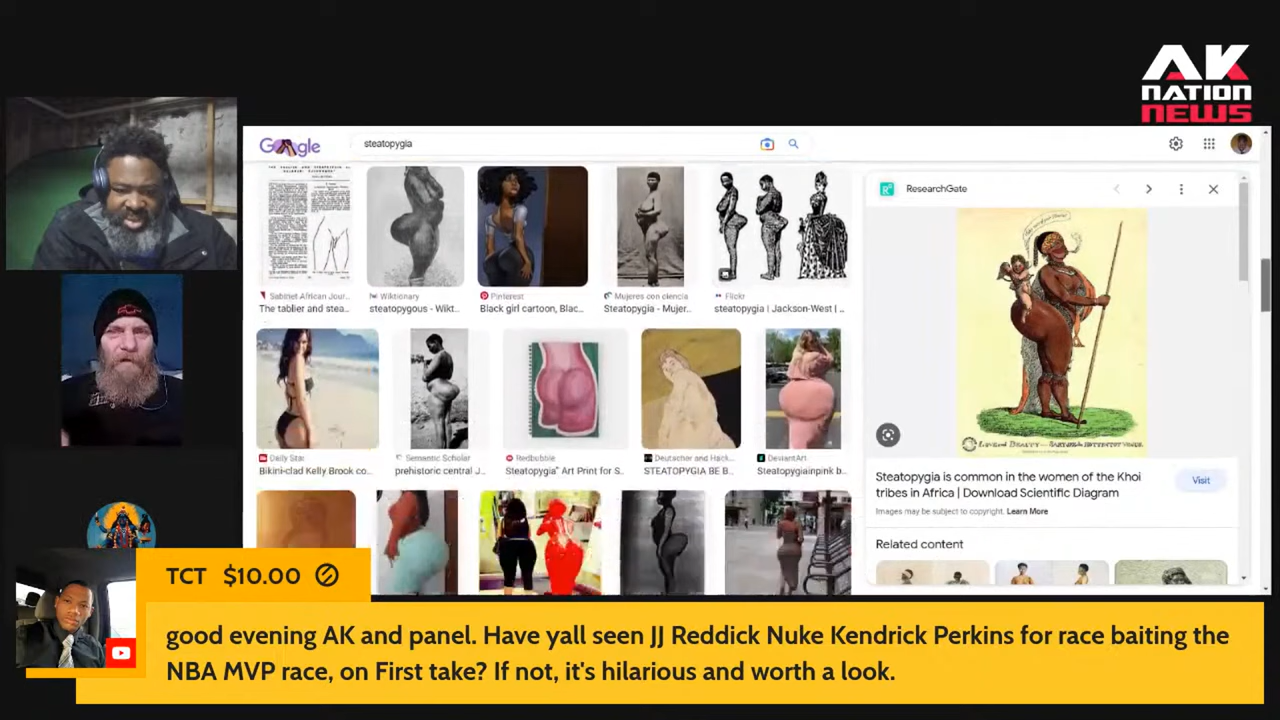 AK
NATION
NEWS
Google
steatopygia
ResearchGate
Sabinet African Jour...
The tablier and stea...
Wiktionary
steatopygous - Wikt...
Pinterest
Black girl cartoon, Blac...
Mujeres con ciencia
Steatopygia - Mujer...
Flickr
steatopygia | Jackson-West | ...
Daily Star
Bikini-clad Kelly Brook co...
Semantic Scholar
prehistoric central J...
Redbubble
Steatopygia" Art Print for S...
STEATOPYGIA BE B...
DeviantArt
Steatopygiainpink b...
Steatopygia is common in the women of the Khoi
tribes in Africa | Download Scientific Diagram
Visit
Images may be subject to copyright. Learn More
Related content
TCT $10.00
good evening AK and panel. Have yall seen JJ Reddick Nuke Kendrick Perkins for race baiting the
NBA MVP race, on First take? If not, it's hilarious and worth a look.